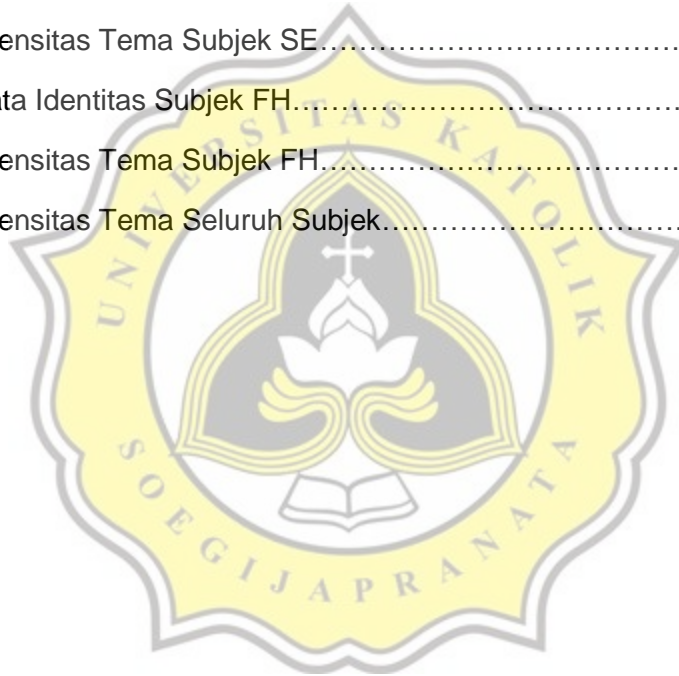 ensitas Tema Subjek SE……………………………………
ta Identitas Subjek FH……………………………………
ensitas Tema Subjek FH……………………………………
ensitas Tema Seluruh Subjek……………………………
UNIVERSITAS KATOLIK
SOEGIJAPRANATA